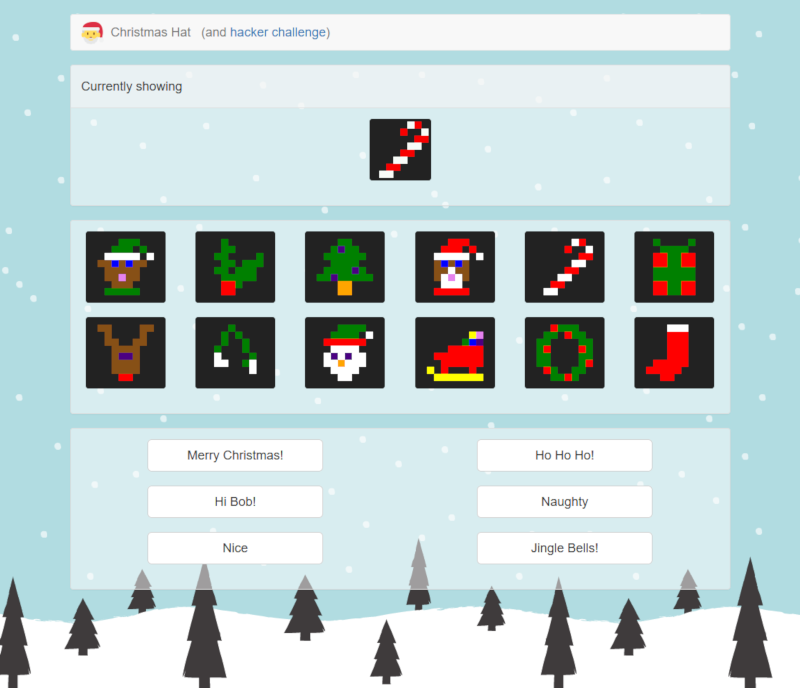 Christmas Hat (and hacker challenge)
Currently showing
Merry Christmas! Ho Ho Ho!
Hi Bob! Naughty
Nice Jingle Bells!